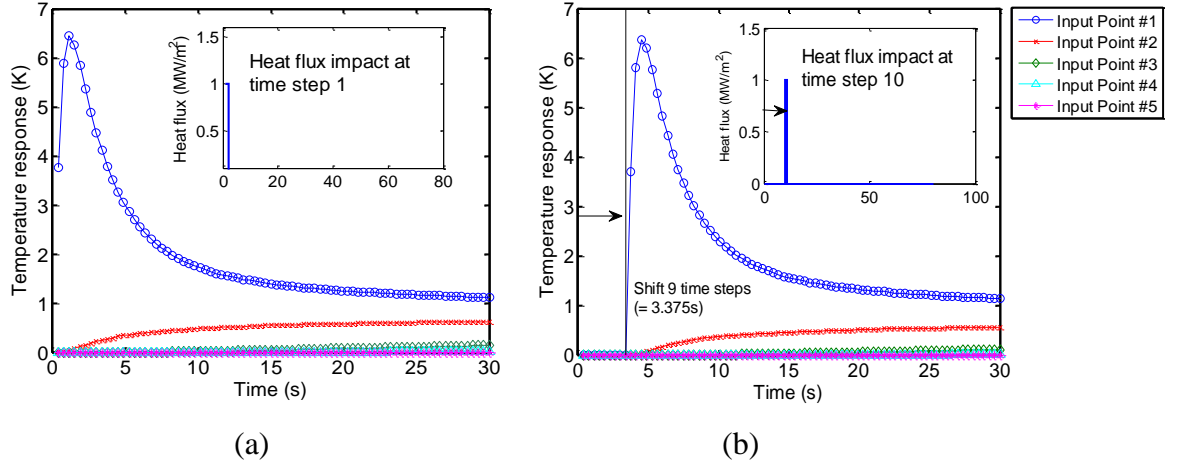 7
6
5
4
3
2
1
0
Temperature response (K)
0 5 10 15 20 25 30
Time (s)
1.5
1
0.5
Heat flux (MW/m²)
0 20 40 60 80
Heat flux impact at
time step 1
(a)
7
6
5
4
3
2
1
0
Temperature response (K)
0 5 10 15 20 25 30
Time (s)
1.5
1
0.5
0
Heat flux (MW/m²)
0 50 100
Heat flux impact at
time step 10
Shift 9 time steps
(= 3.375s)
(b)
Input Point #1
Input Point #2
Input Point #3
Input Point #4
Input Point #5